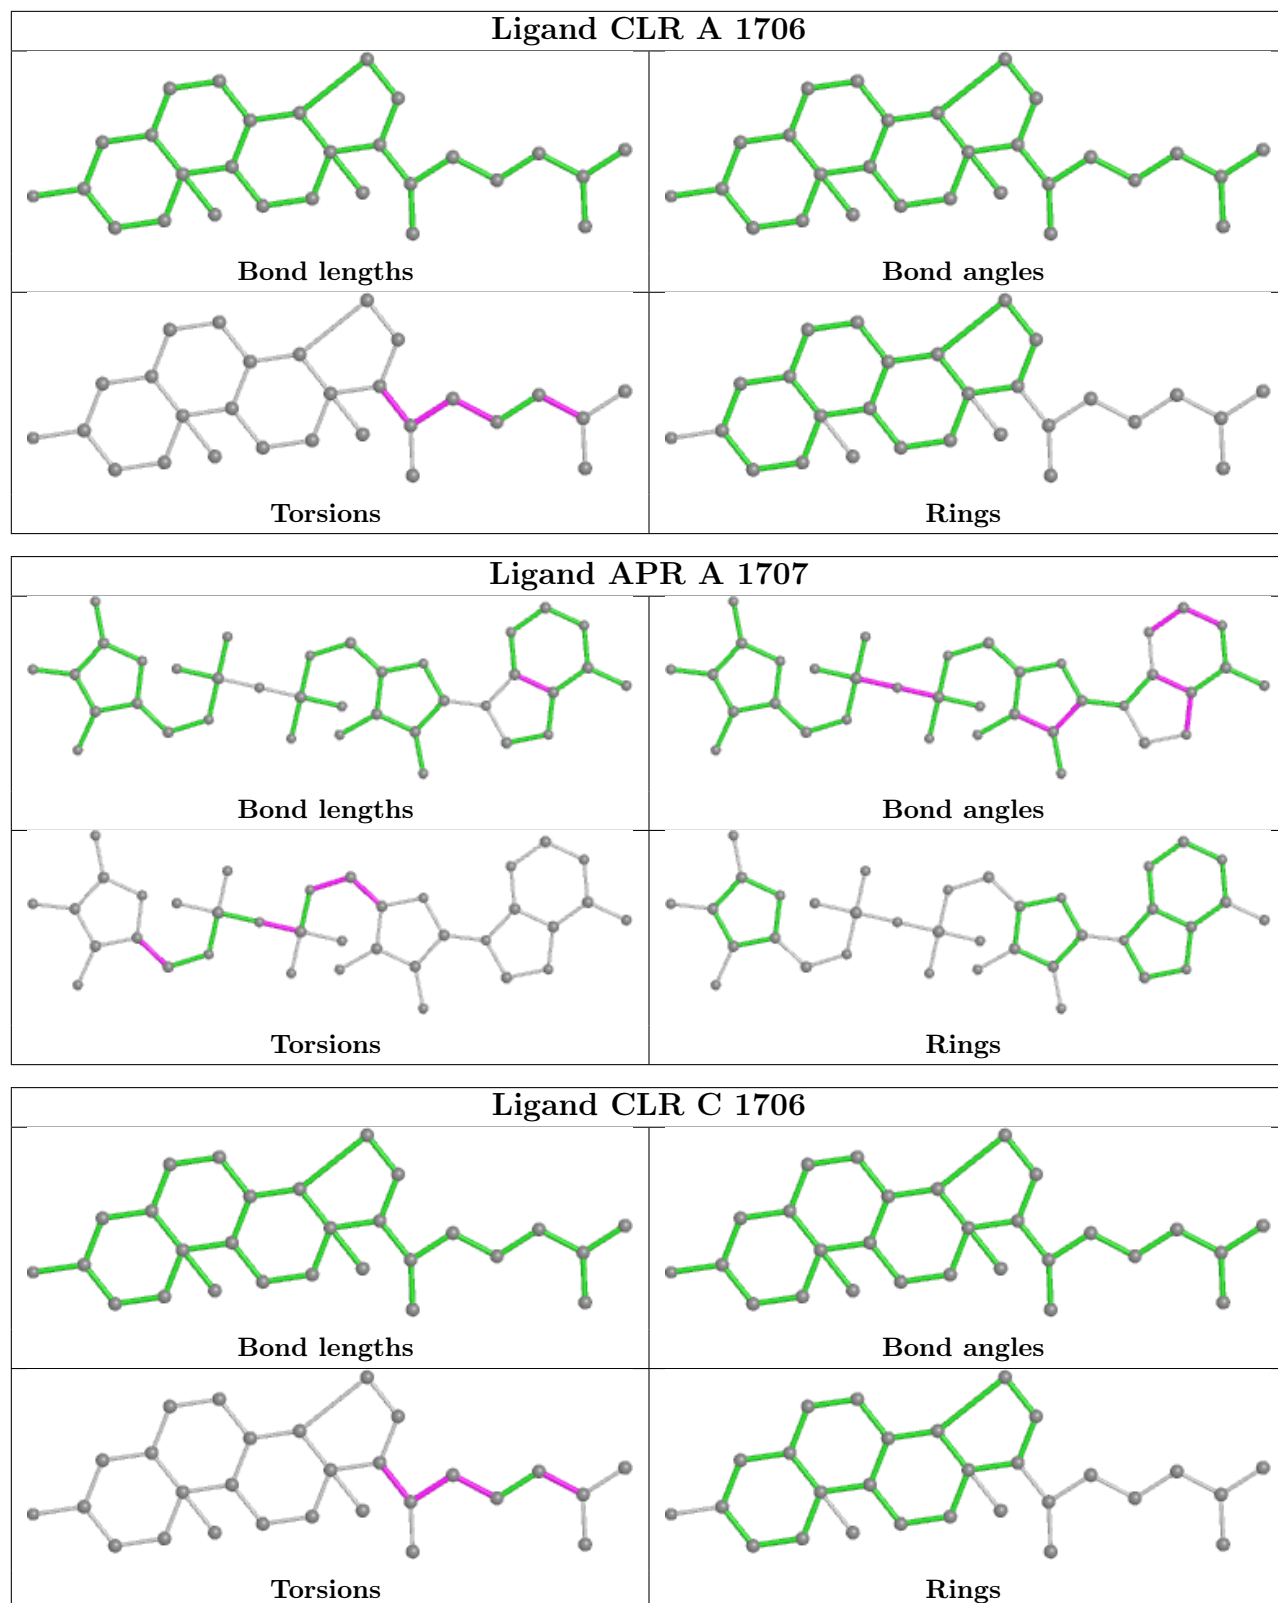 Ligand CLR A 1706
Bond lengths
Bond angles
Torsions
Rings
Ligand APR A 1707
Bond lengths
Bond angles
Torsions
Rings
Ligand CLR C 1706
Bond lengths
Bond angles
Torsions
Rings